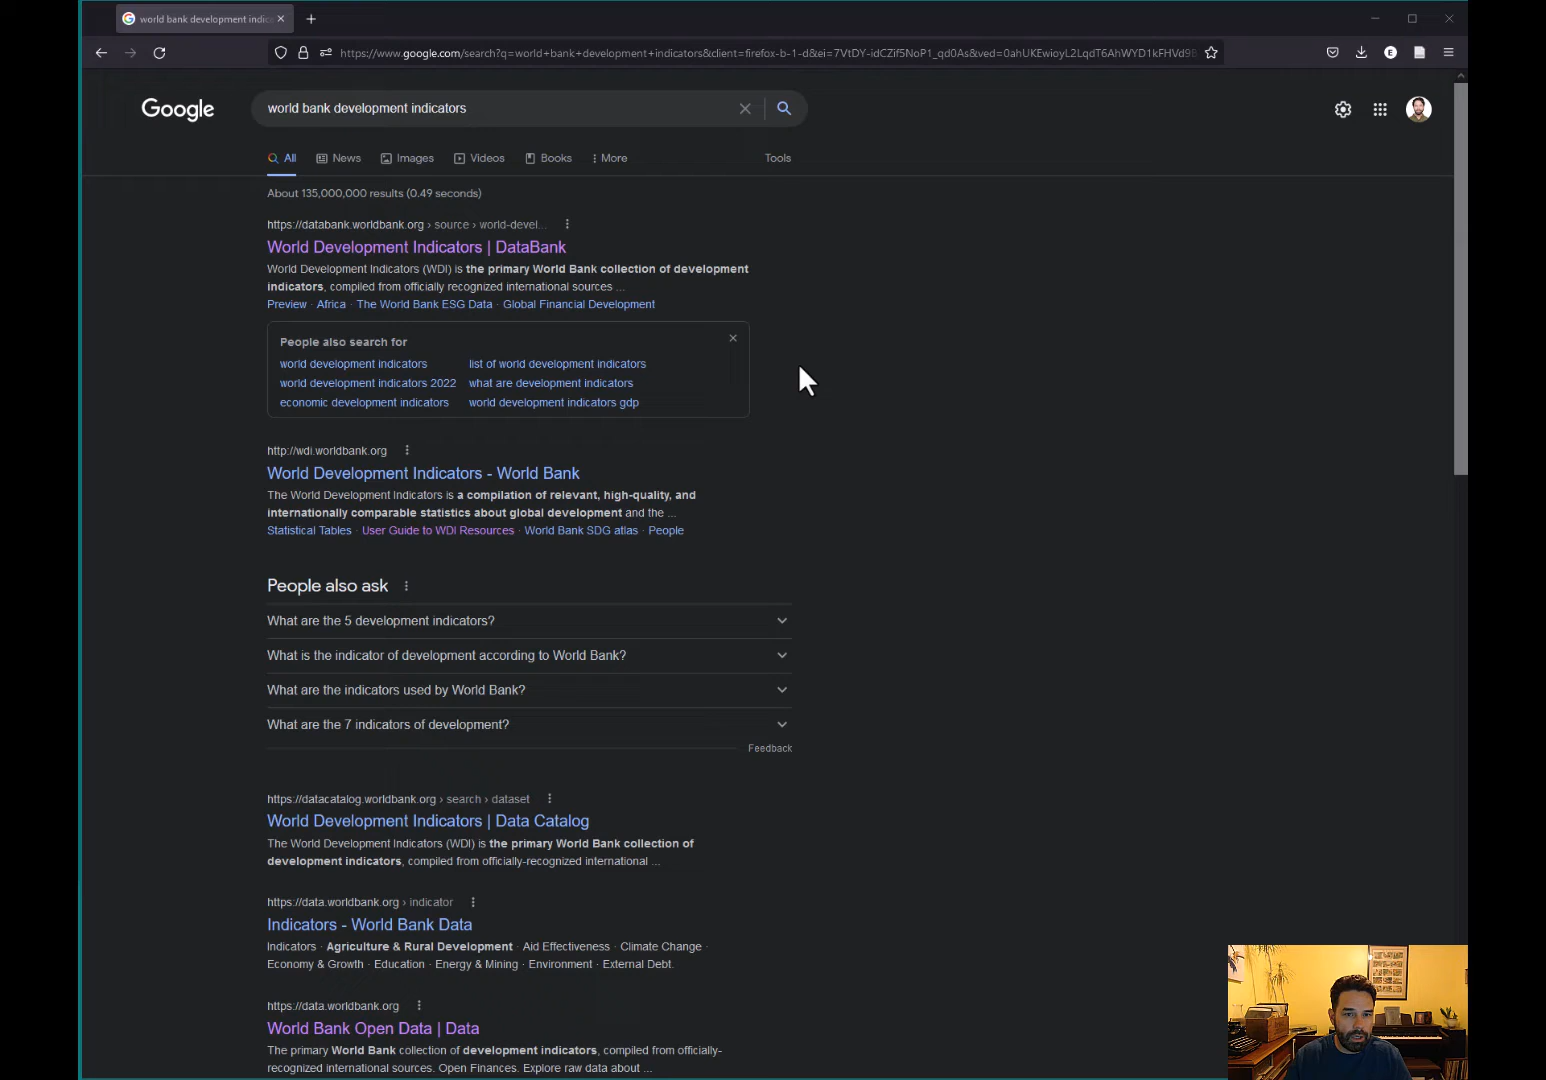 world bank development indic
https://www.google.com/search?q=world+bank+development+indicators&client=firefox-b-1-d&ei=7VtDY-idCZif5NoP1_qd0As&ved=0ahUKEwioyL2LqdT6AhWYD1kFHVd9B
E
Google
world bank development indicators
All News Images Videos Books More Tools
About 135,000,000 results (0.49 seconds)
https://databank.worldbank.org › source › world-devel...
World Development Indicators | DataBank
World Development Indicators (WDI) is the primary World Bank collection of development
indicators, compiled from officially recognized international sources ...
Preview · Africa · The World Bank ESG Data · Global Financial Development
People also search for
world development indicators list of world development indicators
world development indicators 2022 what are development indicators
economic development indicators world development indicators gdp
http://wdi.worldbank.org
World Development Indicators - World Bank
The World Development Indicators is a compilation of relevant, high-quality, and
internationally comparable statistics about global development and the ...
Statistical Tables · User Guide to WDI Resources · World Bank SDG atlas · People
People also ask
What are the 5 development indicators?
What is the indicator of development according to World Bank?
What are the indicators used by World Bank?
What are the 7 indicators of development?
Feedback
https://datacatalog.worldbank.org › search › dataset
World Development Indicators | Data Catalog
The World Development Indicators (WDI) is the primary World Bank collection of
development indicators, compiled from officially-recognized international ...
https://data.worldbank.org › indicator
Indicators - World Bank Data
Indicators · Agriculture & Rural Development · Aid Effectiveness · Climate Change ·
Economy & Growth · Education · Energy & Mining · Environment · External Debt.
https://data.worldbank.org
World Bank Open Data | Data
The primary World Bank collection of development indicators, compiled from officially-
recognized international sources. Open Finances. Explore raw data about ...